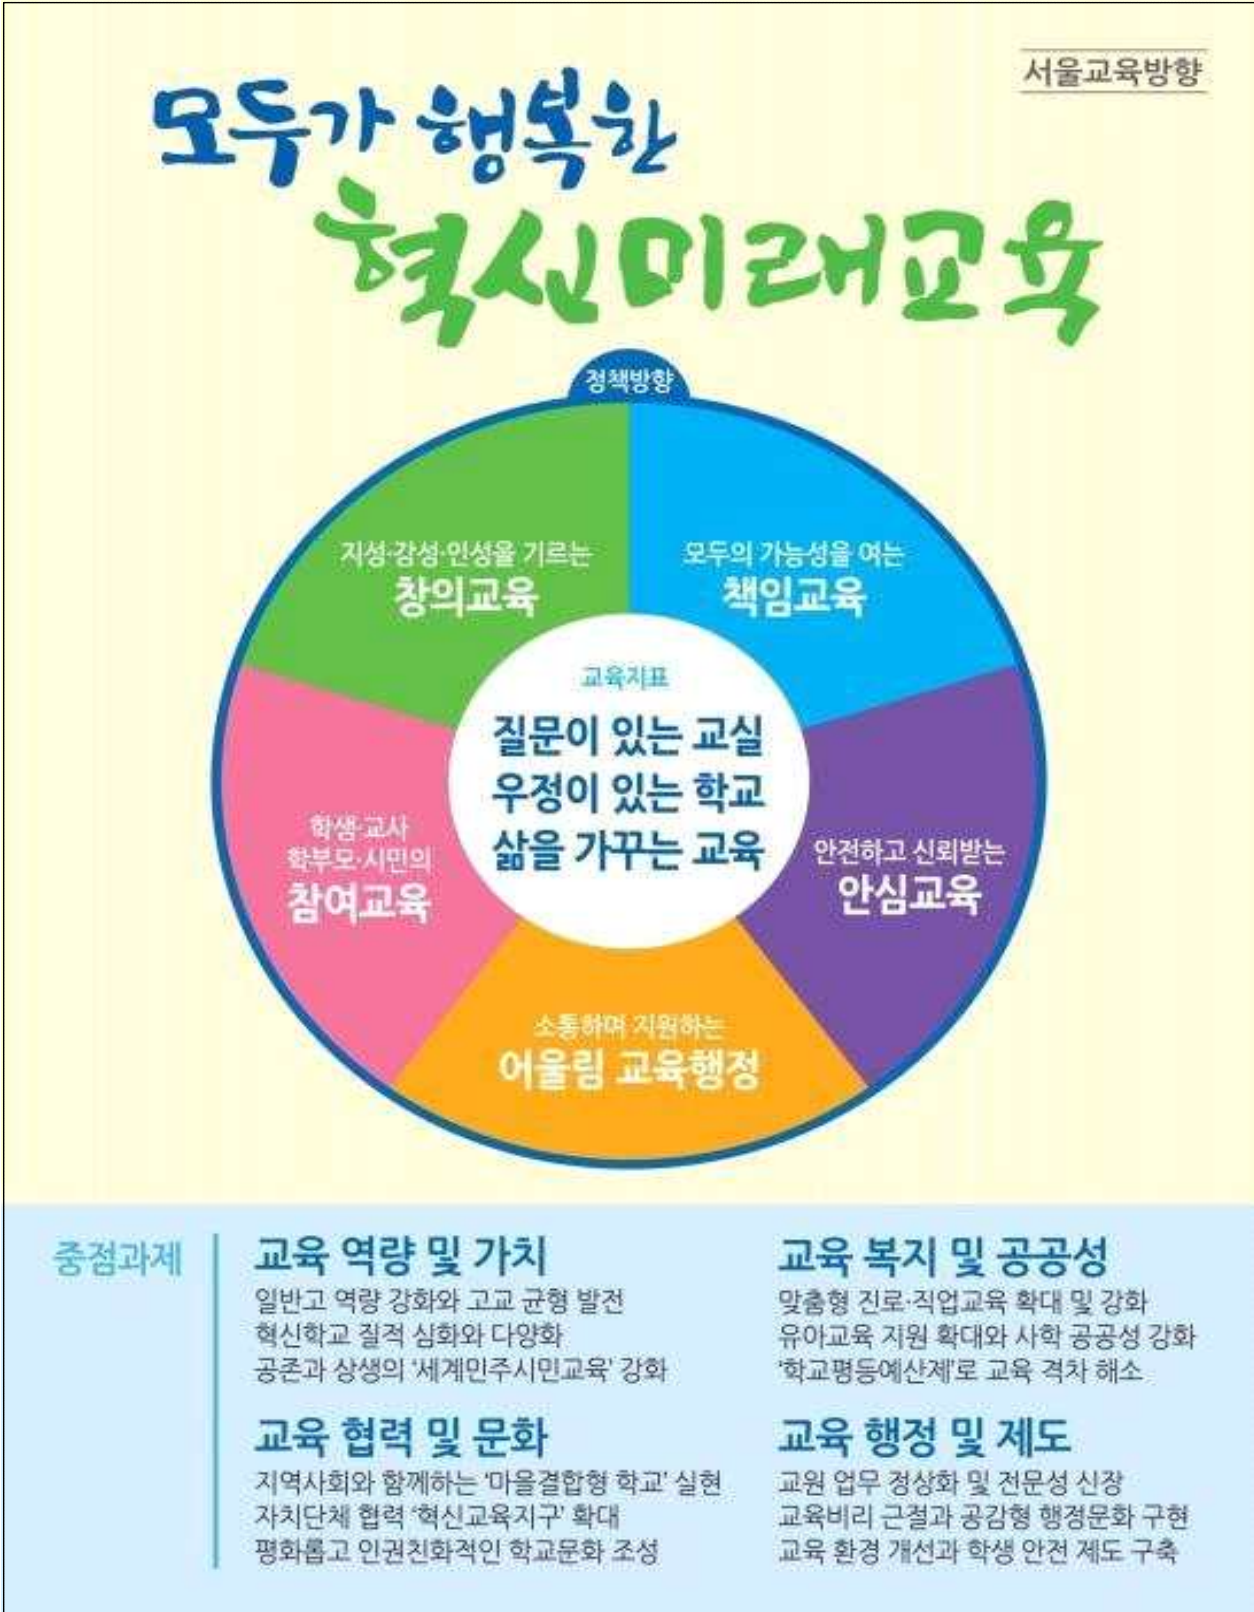 서울교육방향
모두가 행복한
혁신미래교육
정책방향
지성·감성·인성을 기르는
창의교육
모두의 가능성을 여는
책임교육
교육지표
질문이 있는 교실
우정이 있는 학교
삶을 가꾸는 교육
학생·교사
학부모·시민의
참여교육
안전하고 신뢰받는
안심교육
소통하며 지원하는
어울림 교육행정
중점과제
교육 역량 및 가치
일반고 역량 강화와 고교 균형 발전
혁신학교 질적 심화와 다양화
공존과 상생의 '세계민주시민교육' 강화
교육 복지 및 공공성
맞춤형 진로·직업교육 확대 및 강화
유아교육 지원 확대와 사학 공공성 강화
'학교평등예산제'로 교육 격차 해소
교육 협력 및 문화
지역사회와 함께하는 '마을결합형 학교' 실현
자치단체 협력 '혁신교육지구' 확대
평화롭고 인권친화적인 학교문화 조성
교육 행정 및 제도
교원 업무 정상화 및 전문성 신장
교육비리 근절과 공감형 행정문화 구현
교육 환경 개선과 학생 안전 제도 구축